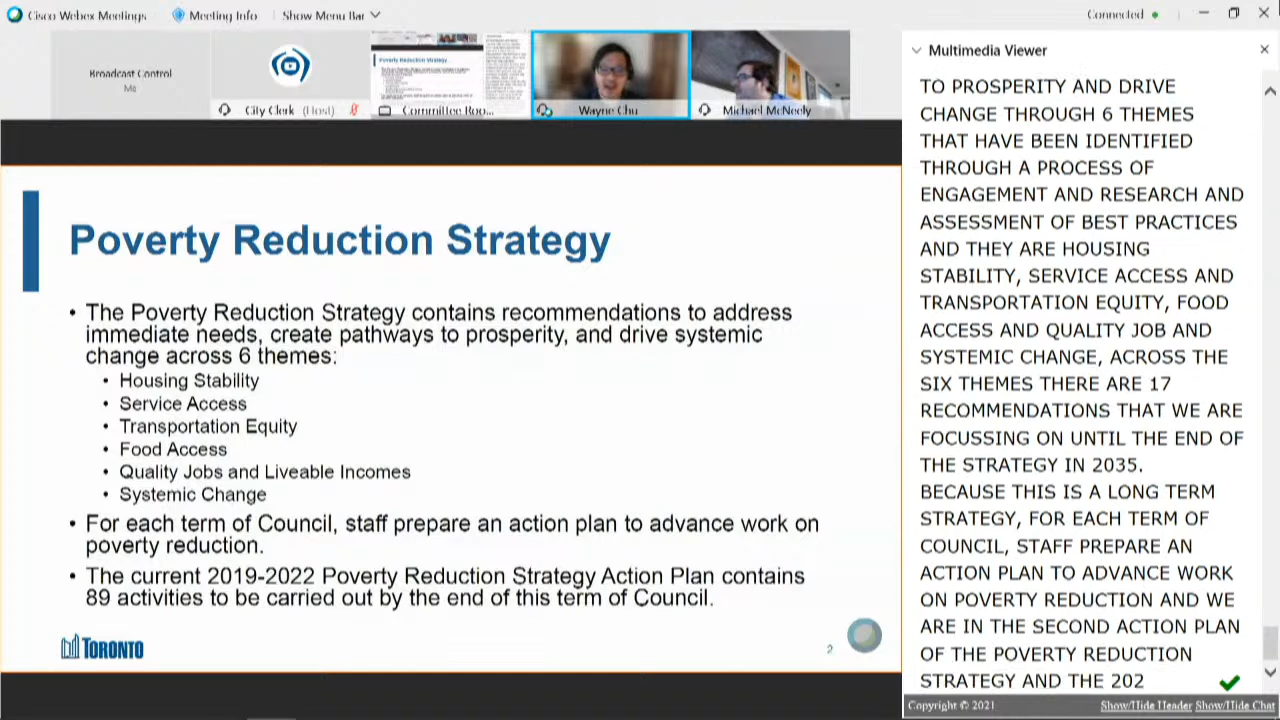 Cisco Webex Meetings
Meeting Info
Show Menu Bar
Connected
Broadcast Control
Me
City Clerk (Host)
Poverty Reduction Strategy
Committee Roo...
Wayne Chu
Michael McNeely
Poverty Reduction Strategy
• The Poverty Reduction Strategy contains recommendations to address
immediate needs, create pathways to prosperity, and drive systemic
change across 6 themes:
• Housing Stability
• Service Access
• Transportation Equity
• Food Access
• Quality Jobs and Liveable Incomes
• Systemic Change
• For each term of Council, staff prepare an action plan to advance work on
poverty reduction.
• The current 2019-2022 Poverty Reduction Strategy Action Plan contains
89 activities to be carried out by the end of this term of Council.
TORONTO
2
Multimedia Viewer
TO PROSPERITY AND DRIVE
CHANGE THROUGH 6 THEMES
THAT HAVE BEEN IDENTIFIED
THROUGH A PROCESS OF
ENGAGEMENT AND RESEARCH AND
ASSESSMENT OF BEST PRACTICES
AND THEY ARE HOUSING
STABILITY, SERVICE ACCESS AND
TRANSPORTATION EQUITY, FOOD
ACCESS AND QUALITY JOB AND
SYSTEMIC CHANGE, ACROSS THE
SIX THEMES THERE ARE 17
RECOMMENDATIONS THAT WE ARE
FOCUSSING ON UNTIL THE END OF
THE STRATEGY IN 2035.
BECAUSE THIS IS A LONG TERM
STRATEGY, FOR EACH TERM OF
COUNCIL, STAFF PREPARE AN
ACTION PLAN TO ADVANCE WORK
ON POVERTY REDUCTION AND WE
ARE IN THE SECOND ACTION PLAN
OF THE POVERTY REDUCTION
STRATEGY AND THE 202
Copyright © 2021
Show/Hide Header Show/Hide Chat